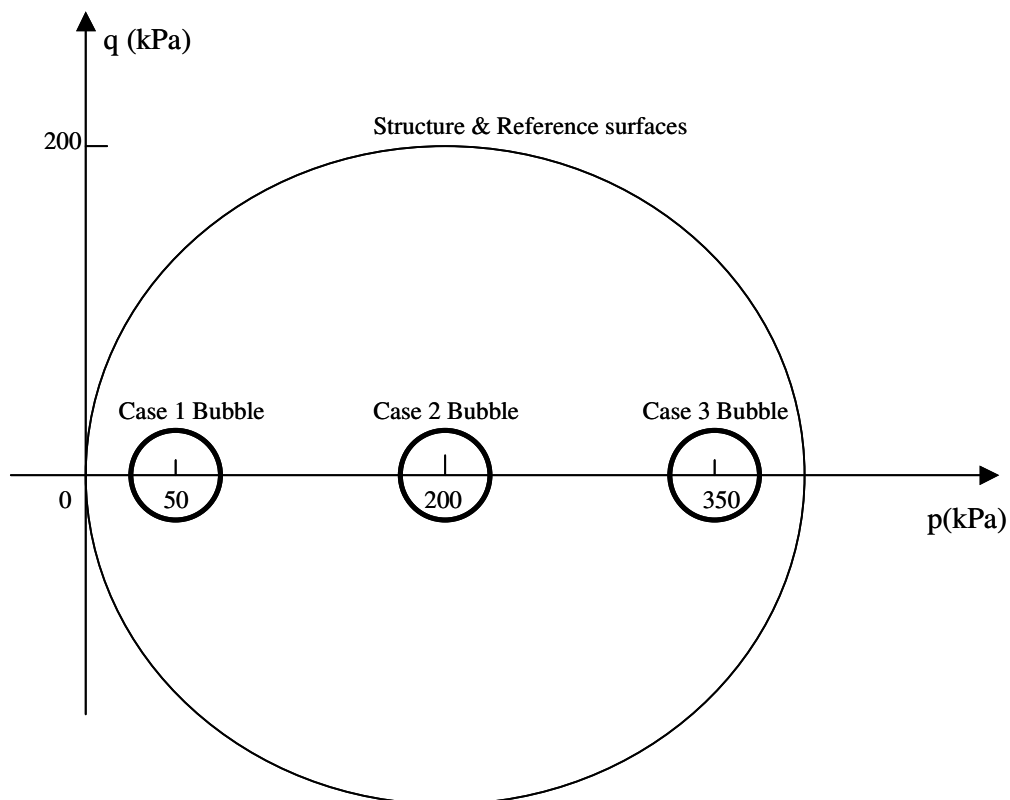 q (kPa)
200
Structure & Reference surfaces
Case 1 Bubble
Case 2 Bubble
Case 3 Bubble
0
50
200
350
p(kPa)